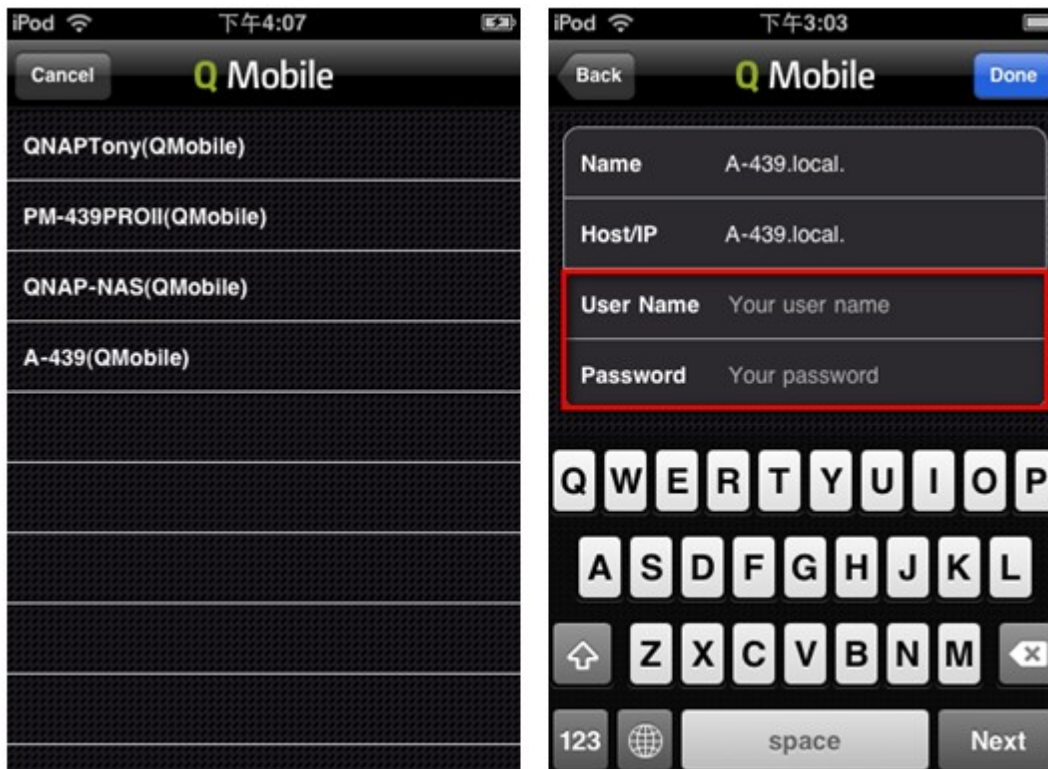 iPod 下午4:07
Cancel Q Mobile
QNAPTony(QMobile)
PM-439PROII(QMobile)
QNAP-NAS(QMobile)
A-439(QMobile)
iPod 下午3:03
Back Q Mobile Done
Name A-439.local.
Host/IP A-439.local.
User Name Your user name
Password Your password
Q W E R T Y U I O P
A S D F G H J K L
Z X C V B N M
123 space Next